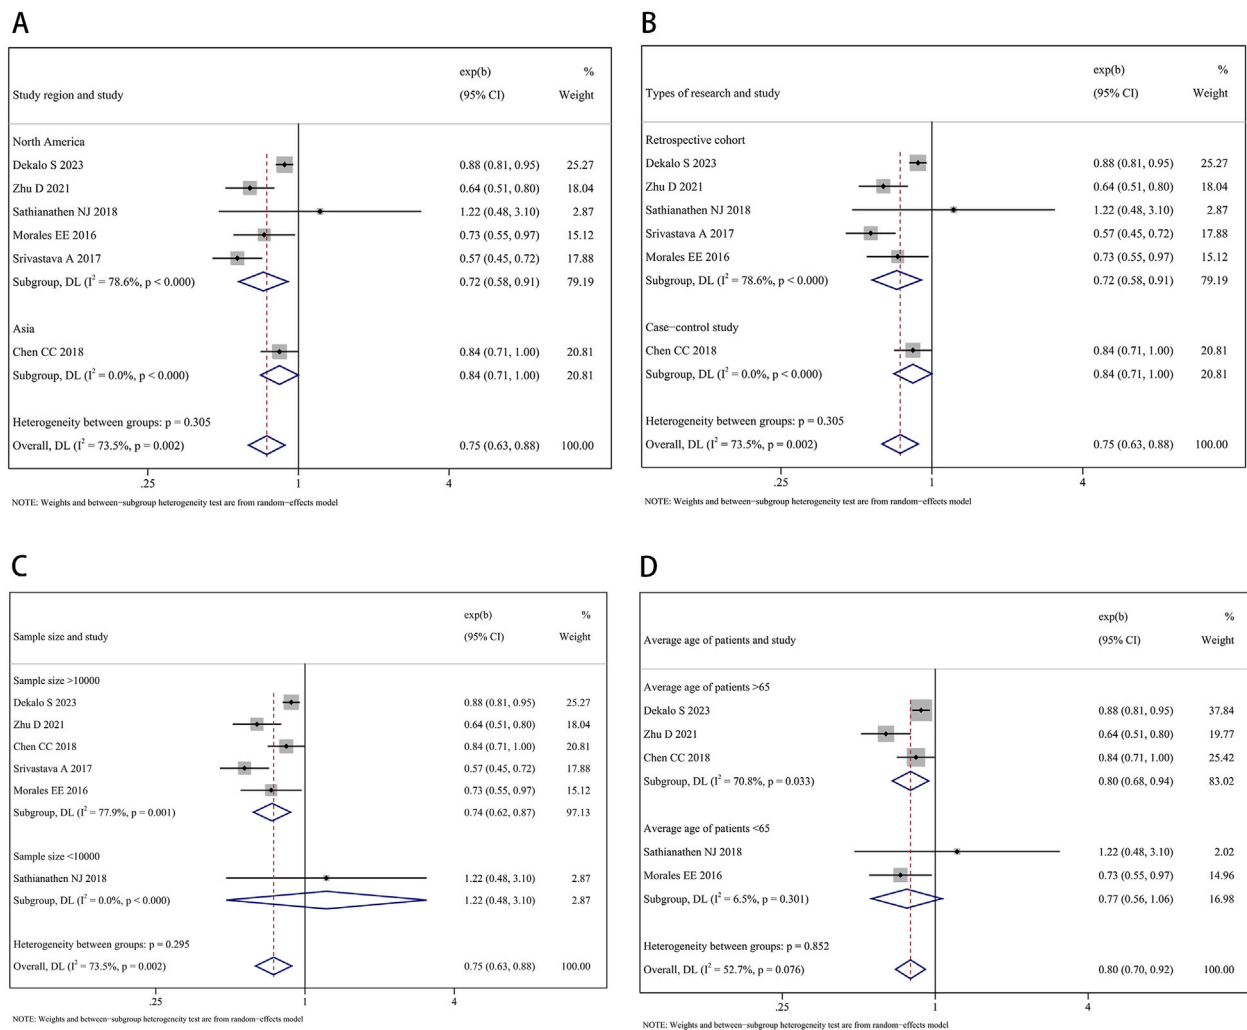 A
exp(b) %
Study region and study (95% CI) Weight
North America
Dekalo S 2023 0.88 (0.81, 0.95) 25.27
Zhu D 2021 0.64 (0.51, 0.80) 18.04
Sathianathen NJ 2018 1.22 (0.48, 3.10) 2.87
Morales EE 2016 0.73 (0.55, 0.97) 15.12
Srivastava A 2017 0.57 (0.45, 0.72) 17.88
Subgroup, DL (I² = 78.6%, p < 0.000) 0.72 (0.58, 0.91) 79.19
Asia
Chen CC 2018 0.84 (0.71, 1.00) 20.81
Subgroup, DL (I² = 0.0%, p < 0.000) 0.84 (0.71, 1.00) 20.81
Heterogeneity between groups: p = 0.305
Overall, DL (I² = 73.5%, p = 0.002) 0.75 (0.63, 0.88) 100.00
.25 1 4
NOTE: Weights and between−subgroup heterogeneity test are from random−effects model
B
exp(b) %
Types of research and study (95% CI) Weight
Retrospective cohort
Dekalo S 2023 0.88 (0.81, 0.95) 25.27
Zhu D 2021 0.64 (0.51, 0.80) 18.04
Sathianathen NJ 2018 1.22 (0.48, 3.10) 2.87
Srivastava A 2017 0.57 (0.45, 0.72) 17.88
Morales EE 2016 0.73 (0.55, 0.97) 15.12
Subgroup, DL (I² = 78.6%, p < 0.000) 0.72 (0.58, 0.91) 79.19
Case−control study
Chen CC 2018 0.84 (0.71, 1.00) 20.81
Subgroup, DL (I² = 0.0%, p < 0.000) 0.84 (0.71, 1.00) 20.81
Heterogeneity between groups: p = 0.305
Overall, DL (I² = 73.5%, p = 0.002) 0.75 (0.63, 0.88) 100.00
.25 1 4
NOTE: Weights and between−subgroup heterogeneity test are from random−effects model
C
exp(b) %
Sample size and study (95% CI) Weight
Sample size >10000
Dekalo S 2023 0.88 (0.81, 0.95) 25.27
Zhu D 2021 0.64 (0.51, 0.80) 18.04
Chen CC 2018 0.84 (0.71, 1.00) 20.81
Srivastava A 2017 0.57 (0.45, 0.72) 17.88
Morales EE 2016 0.73 (0.55, 0.97) 15.12
Subgroup, DL (I² = 77.9%, p = 0.001) 0.74 (0.62, 0.87) 97.13
Sample size <10000
Sathianathen NJ 2018 1.22 (0.48, 3.10) 2.87
Subgroup, DL (I² = 0.0%, p < 0.000) 1.22 (0.48, 3.10) 2.87
Heterogeneity between groups: p = 0.295
Overall, DL (I² = 73.5%, p = 0.002) 0.75 (0.63, 0.88) 100.00
.25 1 4
NOTE: Weights and between−subgroup heterogeneity test are from random−effects model
D
exp(b) %
Average age of patients and study (95% CI) Weight
Average age of patients >65
Dekalo S 2023 0.88 (0.81, 0.95) 37.84
Zhu D 2021 0.64 (0.51, 0.80) 19.77
Chen CC 2018 0.84 (0.71, 1.00) 25.42
Subgroup, DL (I² = 70.8%, p = 0.033) 0.80 (0.68, 0.94) 83.02
Average age of patients <65
Sathianathen NJ 2018 1.22 (0.48, 3.10) 2.02
Morales EE 2016 0.73 (0.55, 0.97) 14.96
Subgroup, DL (I² = 6.5%, p = 0.301) 0.77 (0.56, 1.06) 16.98
Heterogeneity between groups: p = 0.852
Overall, DL (I² = 52.7%, p = 0.076) 0.80 (0.70, 0.92) 100.00
.25 1 4
NOTE: Weights and between−subgroup heterogeneity test are from random−effects model